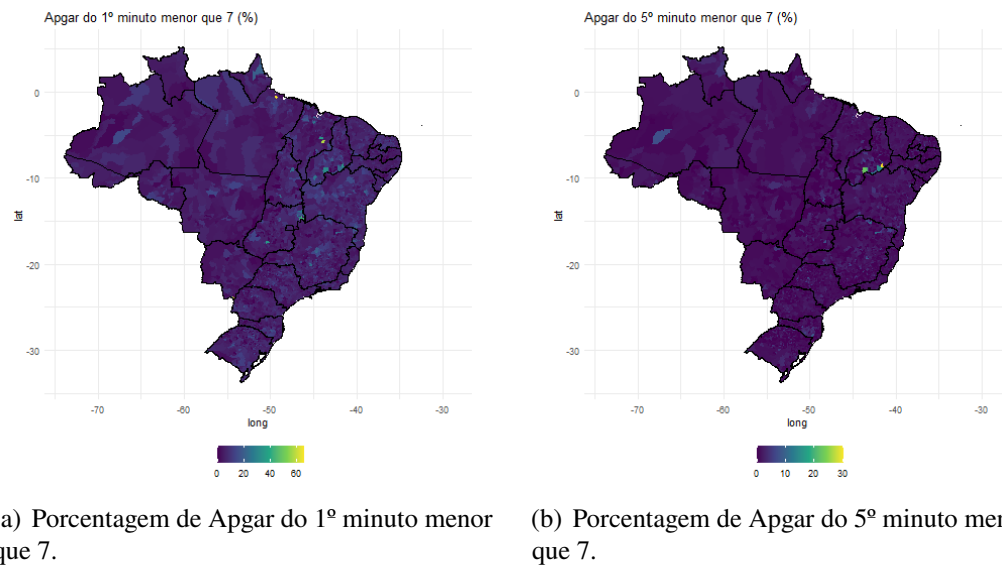 Apgar do 1º minuto menor que 7 (%)
0
-10
-20
-30
lat
-70
-60
-50
-40
-30
long
0 20 40 60
a) Porcentagem de Apgar do 1º minuto menor
que 7.
Apgar do 5º minuto menor que 7 (%)
0
-10
-20
-30
lat
-70
-60
-50
-40
-30
long
0 10 20 30
(b) Porcentagem de Apgar do 5º minuto men
que 7.